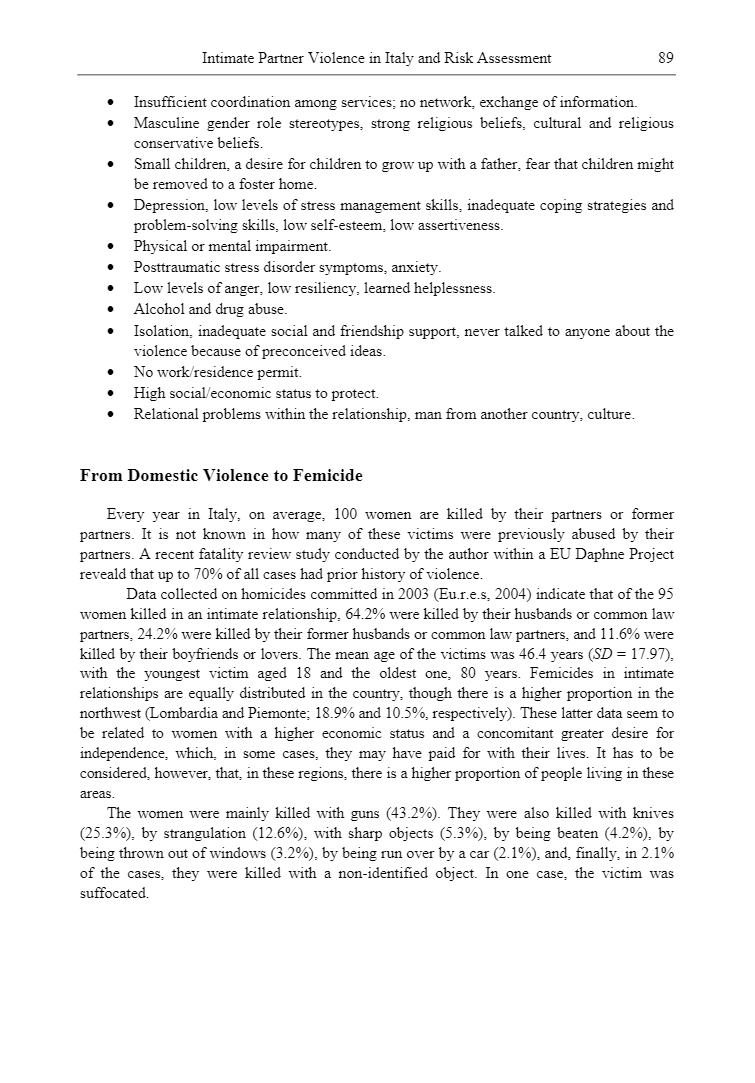 Intimate Partner Violence in Italy and Risk Assessment 89
• Insufficient coordination among services; no network, exchange of information.
• Masculine gender role stereotypes, strong religious beliefs, cultural and religious
conservative beliefs.
• Small children, a desire for children to grow up with a father, fear that children might
be removed to a foster home.
• Depression, low levels of stress management skills, inadequate coping strategies and
problem-solving skills, low self-esteem, low assertiveness.
• Physical or mental impairment.
• Posttraumatic stress disorder symptoms, anxiety.
• Low levels of anger, low resiliency, learned helplessness.
• Alcohol and drug abuse.
• Isolation, inadequate social and friendship support, never talked to anyone about the
violence because of preconceived ideas.
• No work/residence permit.
• High social/economic status to protect.
• Relational problems within the relationship, man from another country, culture.
From Domestic Violence to Femicide
Every year in Italy, on average, 100 women are killed by their partners or former
partners. It is not known in how many of these victims were previously abused by their
partners. A recent fatality review study conducted by the author within a EU Daphne Project
reveald that up to 70% of all cases had prior history of violence.
Data collected on homicides committed in 2003 (Eu.r.e.s, 2004) indicate that of the 95
women killed in an intimate relationship, 64.2% were killed by their husbands or common law
partners, 24.2% were killed by their former husbands or common law partners, and 11.6% were
killed by their boyfriends or lovers. The mean age of the victims was 46.4 years (SD = 17.97),
with the youngest victim aged 18 and the oldest one, 80 years. Femicides in intimate
relationships are equally distributed in the country, though there is a higher proportion in the
northwest (Lombardia and Piemonte; 18.9% and 10.5%, respectively). These latter data seem to
be related to women with a higher economic status and a concomitant greater desire for
independence, which, in some cases, they may have paid for with their lives. It has to be
considered, however, that, in these regions, there is a higher proportion of people living in these
areas.
The women were mainly killed with guns (43.2%). They were also killed with knives
(25.3%), by strangulation (12.6%), with sharp objects (5.3%), by being beaten (4.2%), by
being thrown out of windows (3.2%), by being run over by a car (2.1%), and, finally, in 2.1%
of the cases, they were killed with a non-identified object. In one case, the victim was
suffocated.